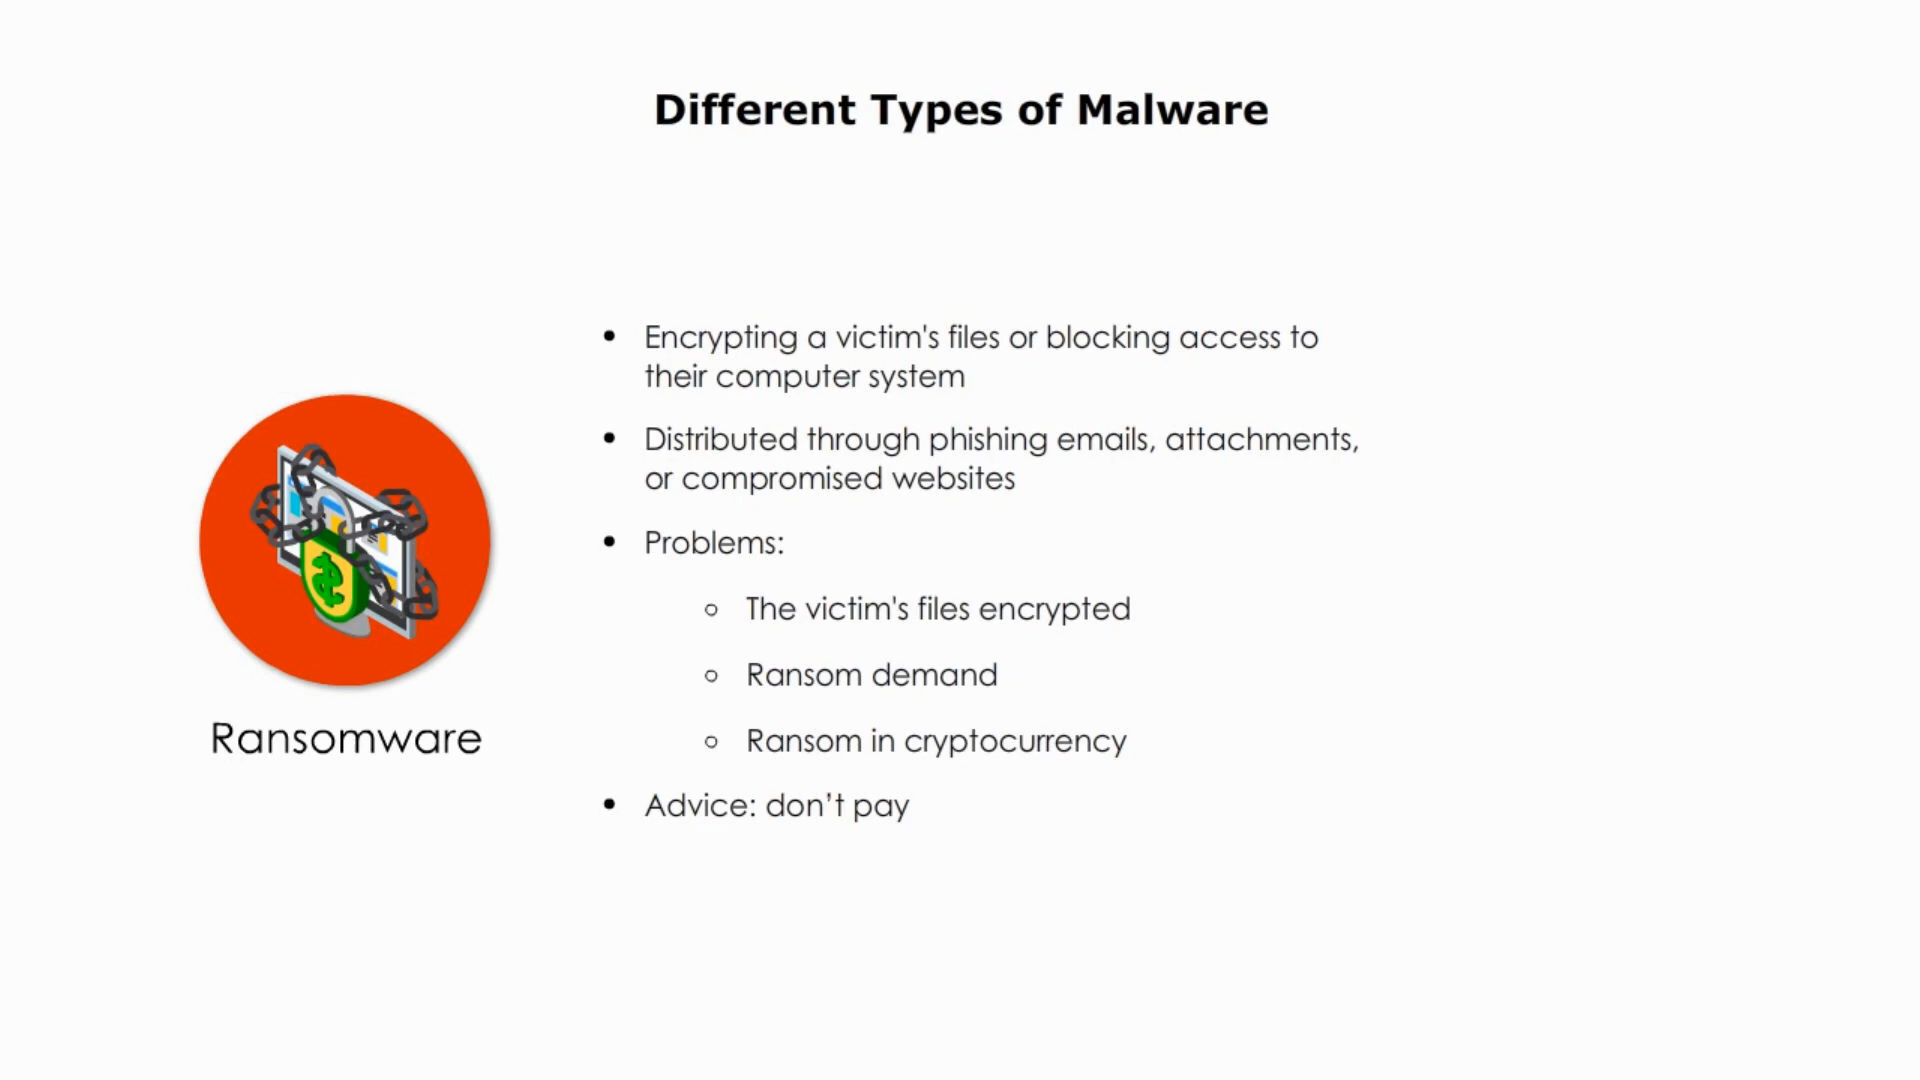 Different Types of Malware
• Encrypting a victim's files or blocking access to
their computer system
• Distributed through phishing emails, attachments,
or compromised websites
• Problems:
○ The victim's files encrypted
○ Ransom demand
○ Ransom in cryptocurrency
• Advice: don’t pay
Ransomware